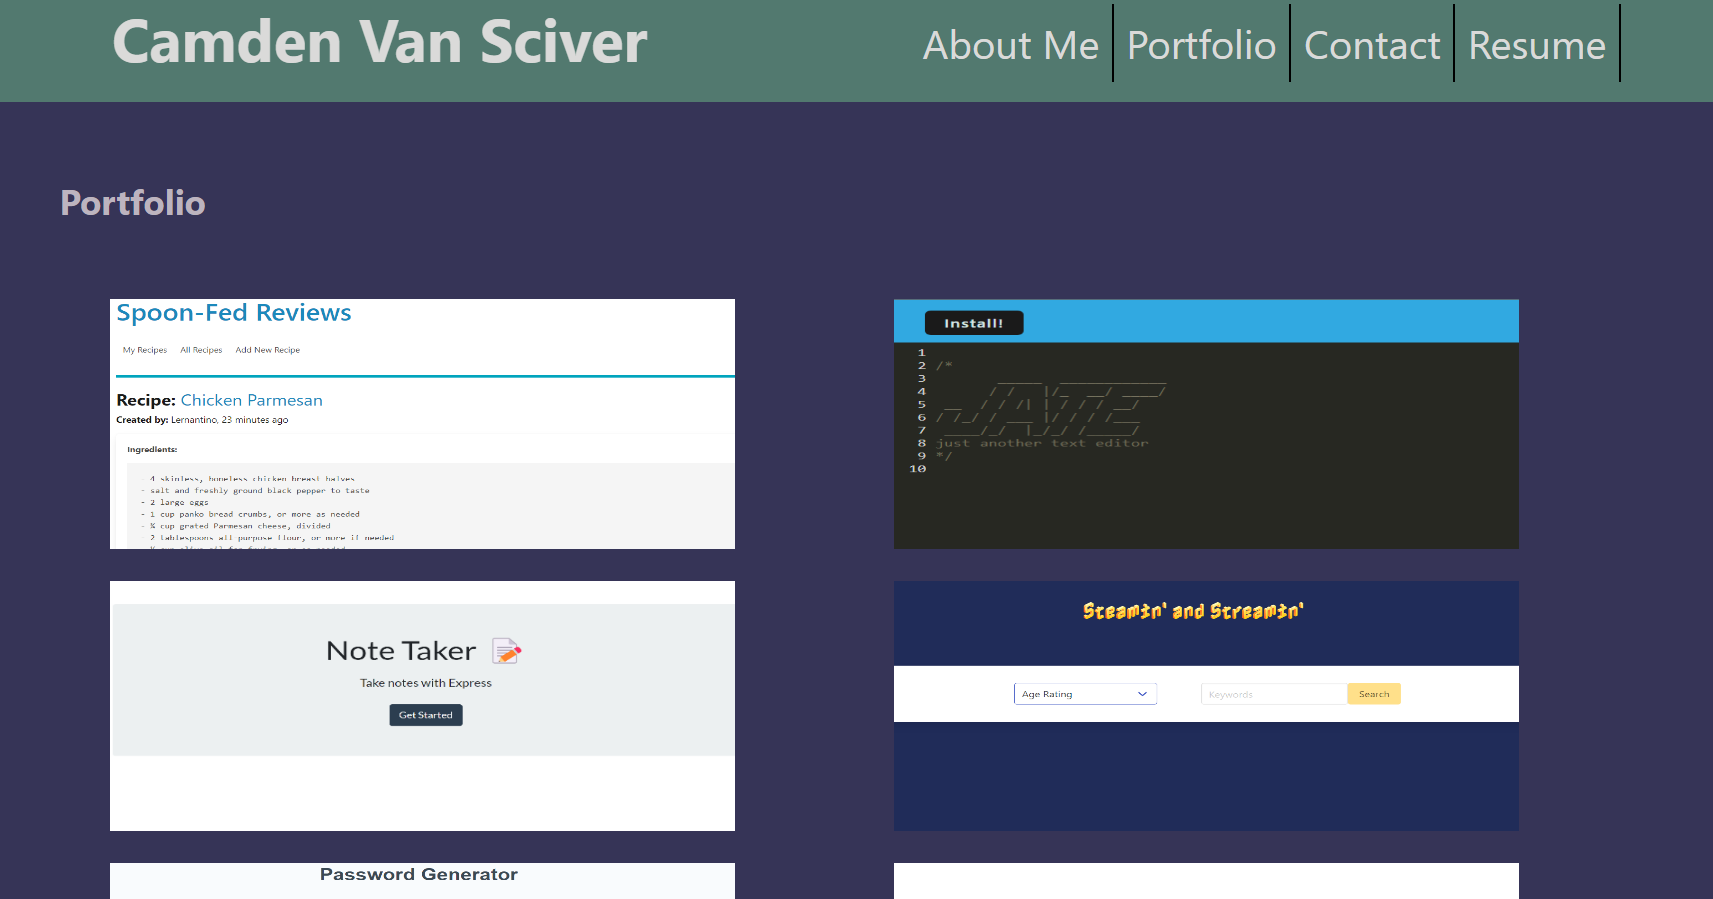 Camden Van Sciver
About Me Portfolio Contact Resume
Portfolio
Spoon-Fed Reviews
My Recipes All Recipes Add New Recipe
Recipe: Chicken Parmesan
Created by: Lernantino, 23 minutes ago
Ingredients:
- 4 skinless, boneless chicken breast halves
- salt and freshly ground black pepper to taste
- 2 large eggs
- 1 cup panko bread crumbs, or more as needed
- ¾ cup grated Parmesan cheese, divided
2 tablespoons all-purpose flour, or more if needed
Install!
1
2 /*
3
4
5
6
7
8 just another text editor
9 */
10
Note Taker
Take notes with Express
Get Started
Steamin' and Streamin'
Age Rating
Keywords Search
Password Generator